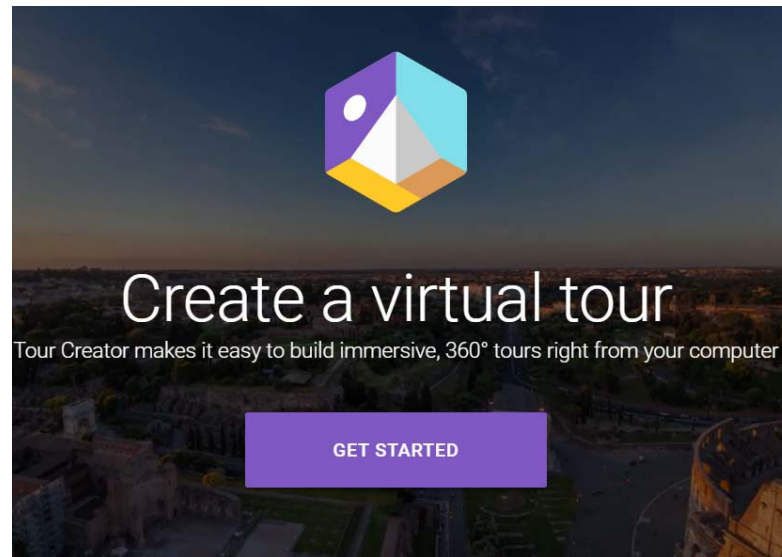 Create a virtual tour
Tour Creator makes it easy to build immersive, 360° tours right from your computer
GET STARTED